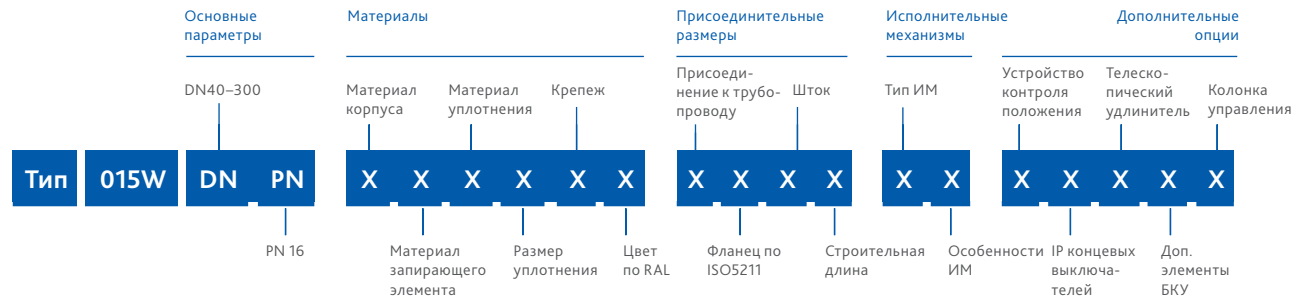 Основные
параметры
Материалы
Присоединительные
размеры
Исполнительные
механизмы
Дополнительные
опции
DN40–300
Материал
корпуса
Материал
уплотнения
Крепеж
Присоеди-
нение к трубо-
проводу
Шток
Тип ИМ
Устройство
контроля
положения
Телеско-
пический
удлинитель
Колонка
управления
Тип 015W DN PN X X X X X X X X X X X X X X X X X
PN 16
Материал
запирающего
элемента
Размер
уплотнения
Цвет
по RAL
Фланец по
ISO5211
Строительная
длина
Особенности
ИМ
IP концевых
выключа-
телей
Доп.
элементы
БКУ